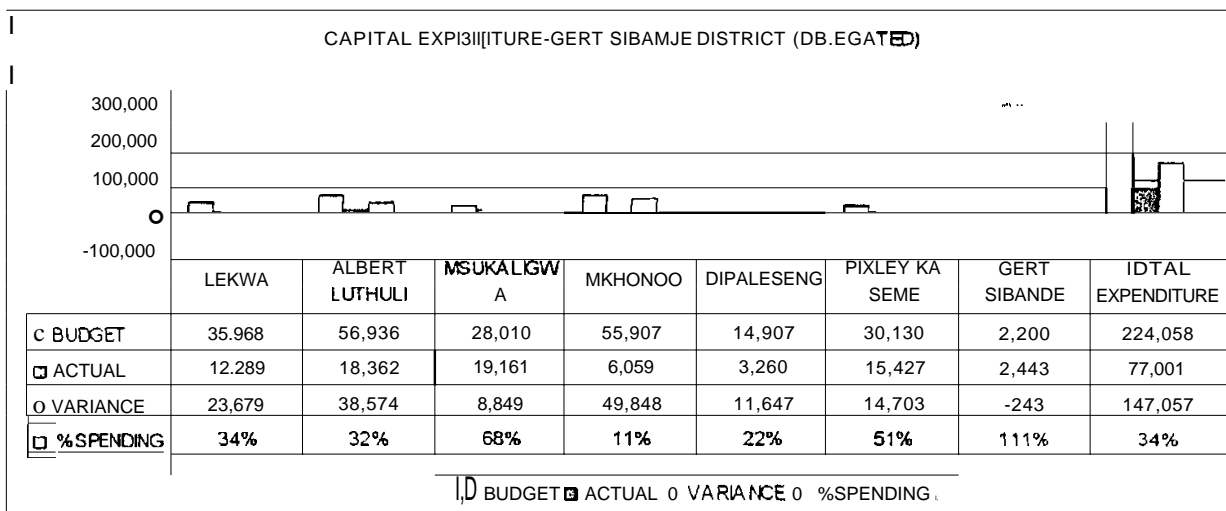 CAPITAL EXPI3II[ITURE-GERT SIBAMJE DISTRICT (DB.EGATED)
300,000
200,000
100,000
O
-100,000
LEKWA ALBERT LUTHULI MSUKALIGW A MKHONOO DIPALESENG PIXLEY KA SEME GERT SIBANDE IDTAL EXPENDITURE
c BUDGET 35.968 56,936 28,010 55,907 14,907 30,130 2,200 224,058
ACTUAL 12.289 18,362 19,161 6,059 3,260 15,427 2,443 77,001
O VARIANCE 23,679 38,574 8,849 49,848 11,647 14,703 -243 147,057
% SPENDING 34% 32% 68% 11% 22% 51% 111% 34%
I,D BUDGET ACTUAL 0 VARIANCE 0 %SPENDING